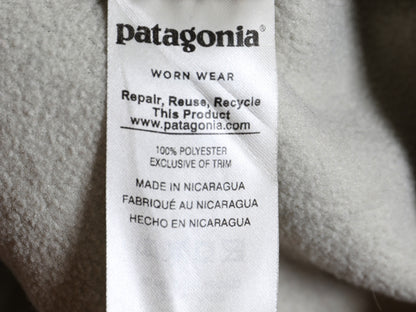 patagonia®
WORN WEAR
Repair, Reuse, Recycle
This Product
www.patagonia.com
100% POLYESTER
EXCLUSIVE OF TRIM
MADE IN NICARAGUA
FABRIQUÉ AU NICARAGUA
HECHO EN NICARAGUA